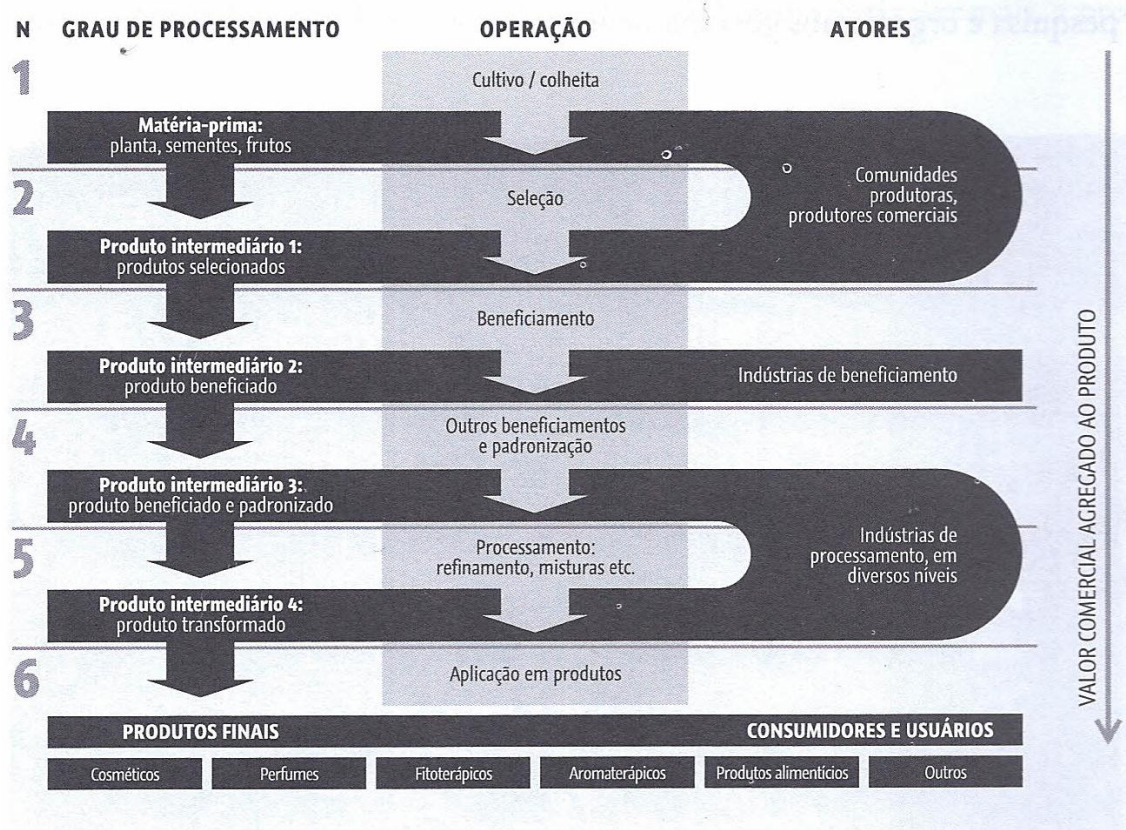 N GRAU DE PROCESSAMENTO OPERAÇÃO ATORES
1
Cultivo / colheita
Matéria-prima:
planta, sementes, frutos
Comunidades
produtoras,
produtores comerciais
2
Seleção
Produto intermediário 1:
produtos selecionados
3
Beneficiamento
Produto intermediário 2:
produto beneficiado
Indústrias de beneficiamento
4
Outros beneficiamentos
e padronização
Produto intermediário 3:
produto beneficiado e padronizado
Indústrias de
processamento, em
diversos níveis
5
Processamento:
refinamento, misturas etc.
Produto intermediário 4:
produto transformado
6
Aplicação em produtos
PRODUTOS FINAIS CONSUMIDORES E USUÁRIOS
Cosméticos Perfumes Fitoterápicos Aromaterápicos Produtos alimentícios Outros
VALOR COMERCIAL AGREGADO AO PRODUTO